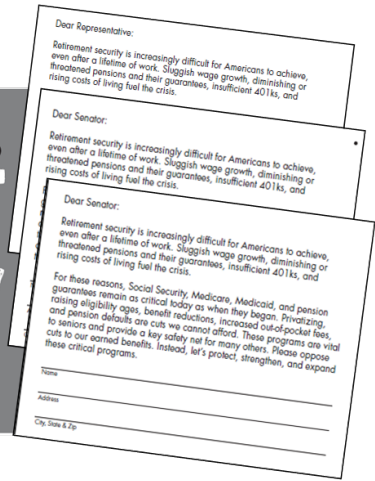 Dear Representative:
Retirement security is increasingly difficult for Americans to achieve,
even after a lifetime of work. Sluggish wage growth, diminishing or
threatened pensions and their guarantees, insufficient 401ks, and
rising costs of living fuel the crisis.
Dear Senator:
Retirement security is increasingly difficult for Americans to achieve,
even after a lifetime of work. Sluggish wage growth, diminishing or
threatened pensions and their guarantees, insufficient 401ks, and
rising costs of living fuel the crisis.
Dear Senator:
Retirement security is increasingly difficult for Americans to achieve,
even after a lifetime of work. Sluggish wage growth, diminishing or
threatened pensions and their guarantees, insufficient 401ks, and
rising costs of living fuel the crisis.
For these reasons, Social Security, Medicare, Medicaid, and pension
guarantees remain as critical today as when they began. Privatizing,
raising eligibility ages, benefit reductions, increased out-of-pocket fees,
and pension defaults are cuts we cannot afford. These programs are vital
to seniors and provide a key safety net for many others. Please oppose
cuts to our earned benefits. Instead, let's protect, strengthen, and expand
these critical programs.
Name
Address
City, State & Zip